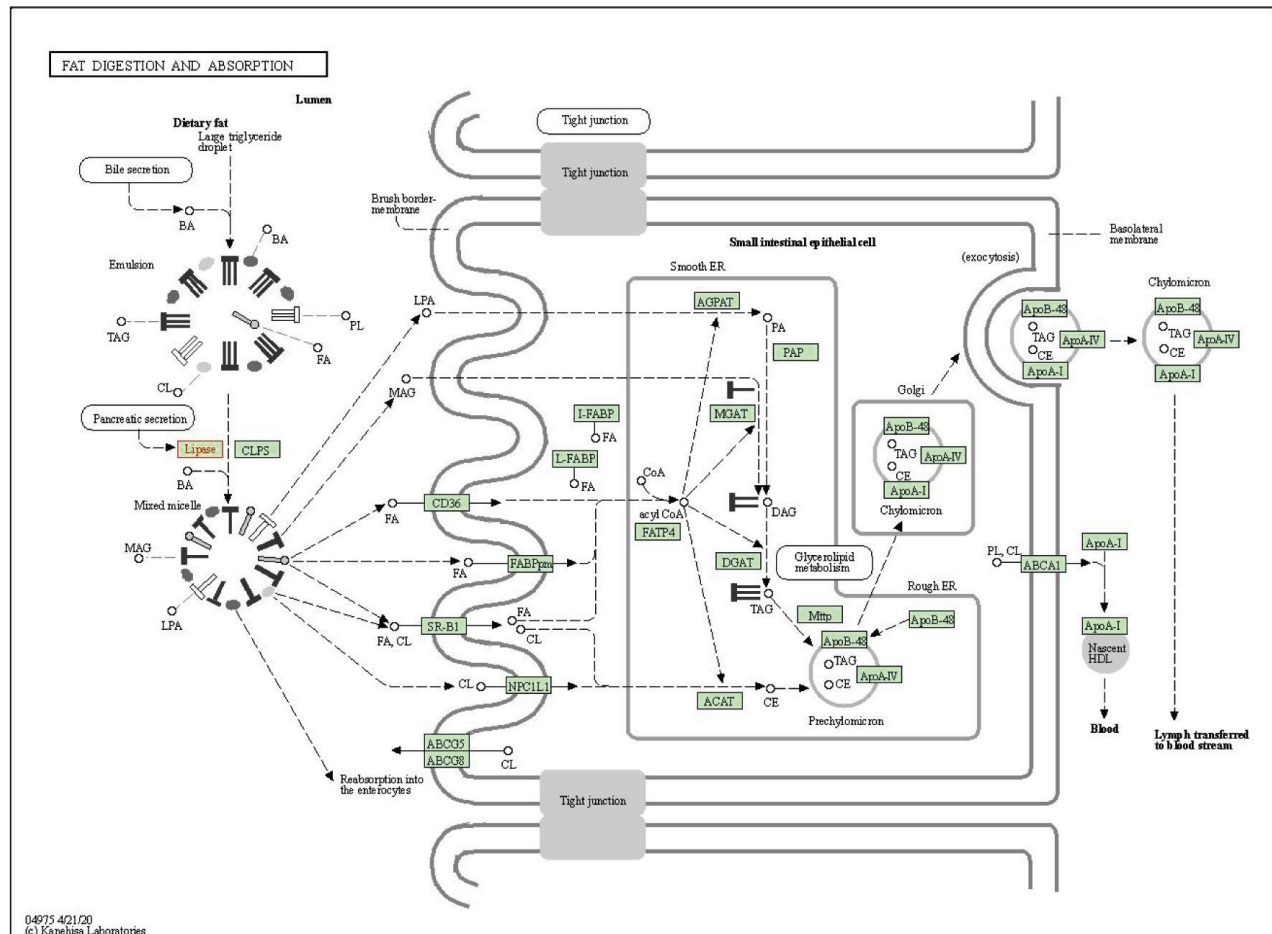 FAT DIGESTION AND ABSORPTION
Lumen
Dietary fat
Large triglyceride
droplet
Bile secretion
BA
BA
Emulsion
TAG
PL
FA
CL
Pancreatic secretion
Lipase
CLPS
BA
Mixed micelle
MAG
LPA
Reabsorption into
the enterocytes
Brush border-
membrane
Tight junction
Tight junction
Small intestinal epithelial cell
Basolateral
membrane
(exocytosis)
Smooth ER
LPA
AGPAT
PA
PAP
MAG
MGAT
I-FABP
FA
L-FABP
FA
CoA
acyl CoA
FATP4
DAG
DGAT
TAG
Glycerolipid
metabolism
FA
CD36
FA
FABPpm
FA, CL
SR-B1
FA
CL
CL
NPC1L1
ACAT
CE
ABCG5
ABCG8
CL
Rough ER
Mttp
ApoB-48
ApoB-48
TAG
CE
ApoA-IV
Prechylomicron
Golgi
ApoB-48
TAG
CE
ApoA-IV
ApoA-I
Chylomicron
ApoB-48
TAG
CE
ApoA-IV
ApoA-I
Chylomicron
ApoB-48
TAG
CE
ApoA-IV
ApoA-I
PL, CL
ABCA1
ApoA-I
ApoA-I
Nascent
HDL
Blood
Lymph transferred
to blood stream
Tight junction
04975 4/21/20
(c) Kanehisa Laboratories